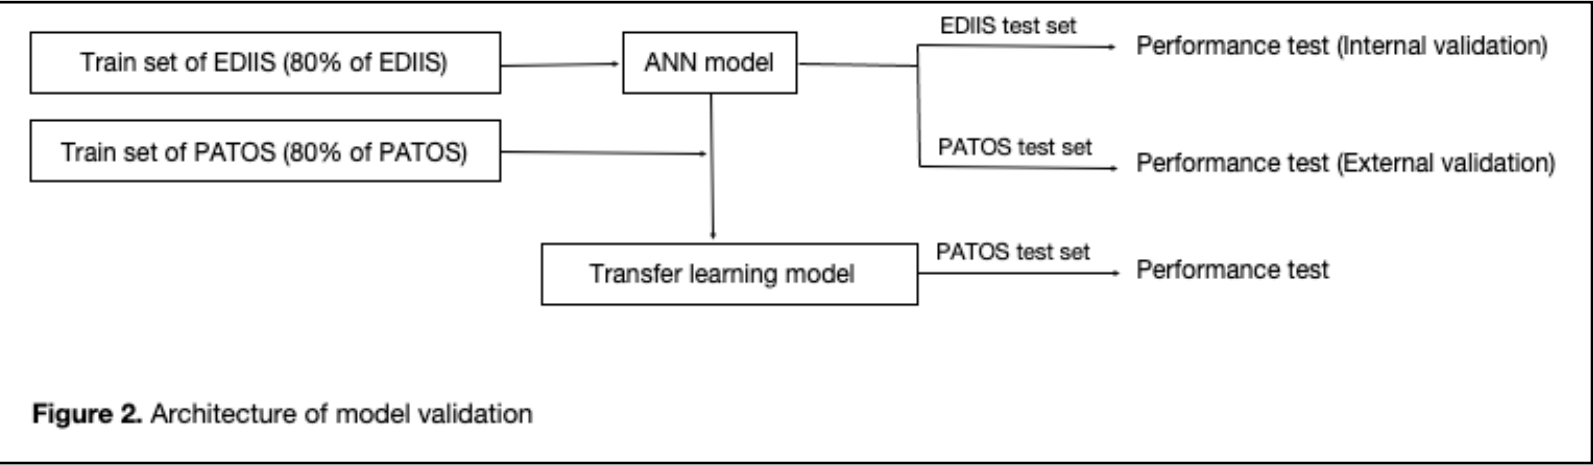 EDIIS test set
Train set of EDIIS (80% of EDIIS)
ANN model
Performance test (Internal validation)
Train set of PATOS (80% of PATOS)
PATOS test set
Performance test (External validation)
Transfer learning model
PATOS test set
Performance test
Figure 2. Architecture of model validation